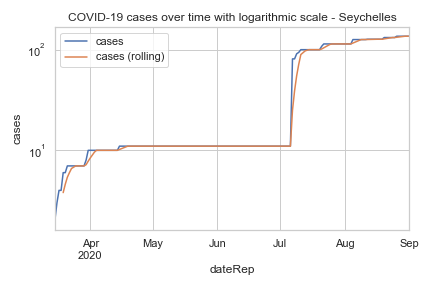 COVID-19 cases over time with logarithmic scale - Seychelles
cases
cases (rolling)
10²
10¹
cases
Apr
2020
May
Jun
Jul
Aug
Sep
dateRep